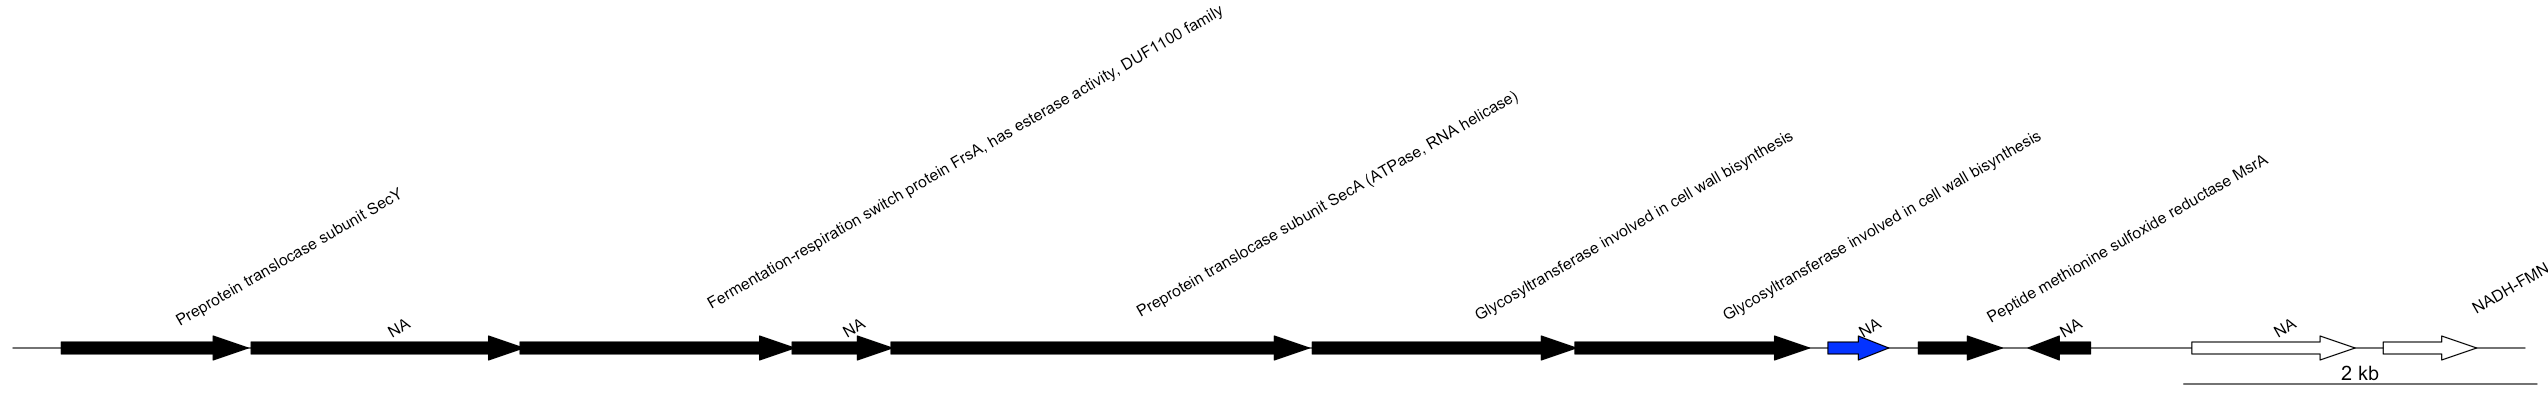 Preprotein translocase subunit SecY
NA
Fermentation-respiration switch protein FrsA, has esterase activity, DUF1100 family
NA
Preprotein translocase subunit SecA (ATPase, RNA helicase)
Glycosyltransferase involved in cell wall bisynthesis
Glycosyltransferase involved in cell wall bisynthesis
NA
Peptide methionine sulfoxide reductase MsrA
NA
NA
NADH-FMN
2 kb